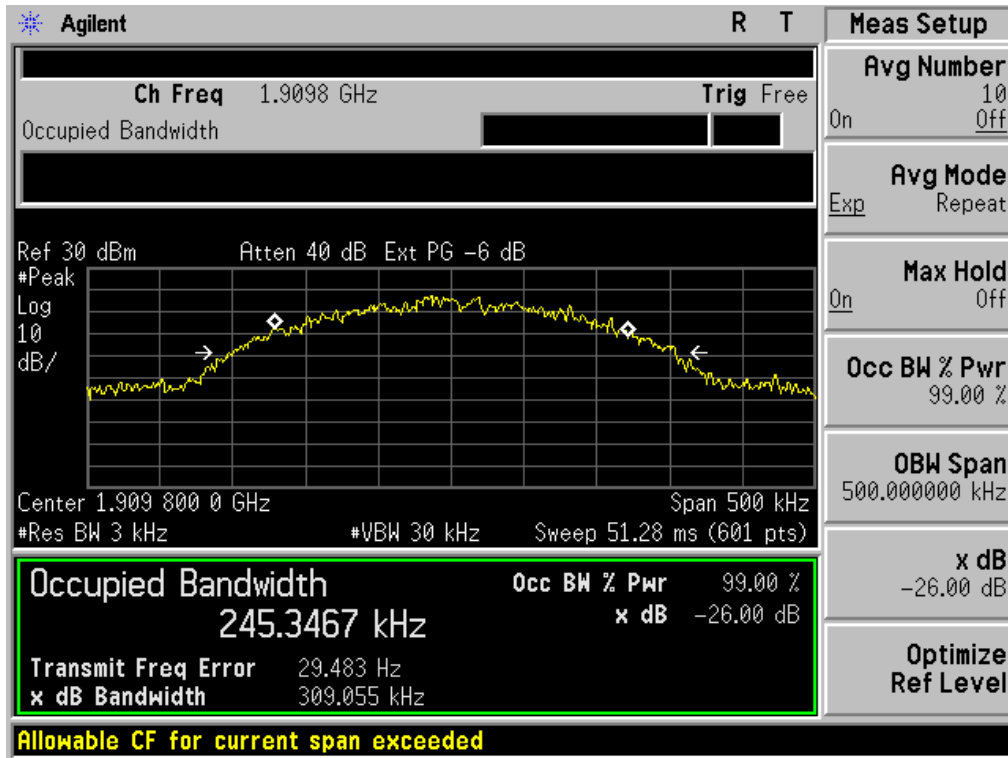 Agilent R T
Ch Freq 1.9098 GHz Trig Free
Occupied Bandwidth
Ref 30 dBm Atten 40 dB Ext PG -6 dB
#Peak
Log
10
dB/
Center 1.909 800 0 GHz Span 500 kHz
#Res BW 3 kHz #VBW 30 kHz Sweep 51.28 ms (601 pts)
Occupied Bandwidth Occ BW % Pwr 99.00 %
245.3467 kHz x dB -26.00 dB
Transmit Freq Error 29.483 Hz
x dB Bandwidth 309.055 kHz
Allowable CF for current span exceeded
Meas Setup
Avg Number
10
On Off
Avg Mode
Exp Repeat
Max Hold
On Off
Occ BW % Pwr
99.00 %
OBW Span
500.000000 kHz
x dB
-26.00 dB
Optimize
Ref Level